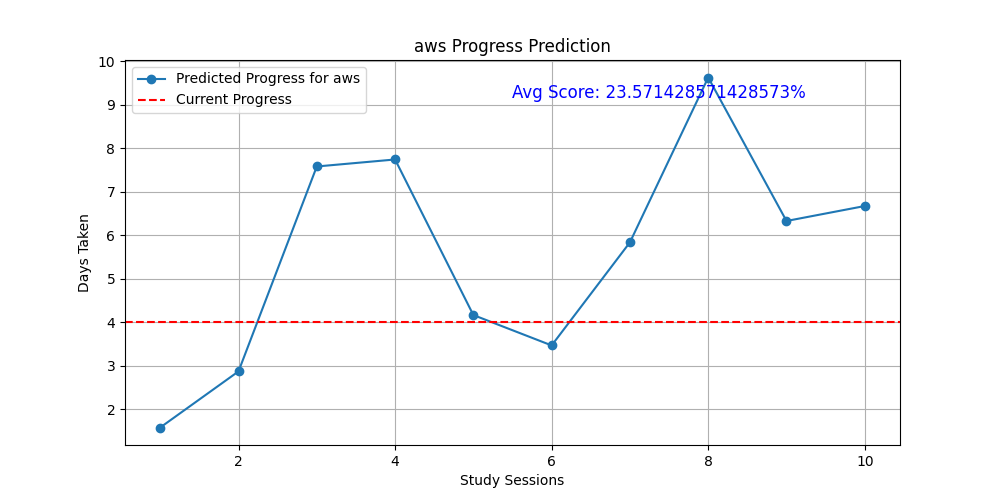 aws Progress Prediction
Predicted Progress for aws
Current Progress
Avg Score: 23.571428571428573%
10
9
8
7
6
5
4
3
2
Days Taken
2 4 6 8 10
Study Sessions